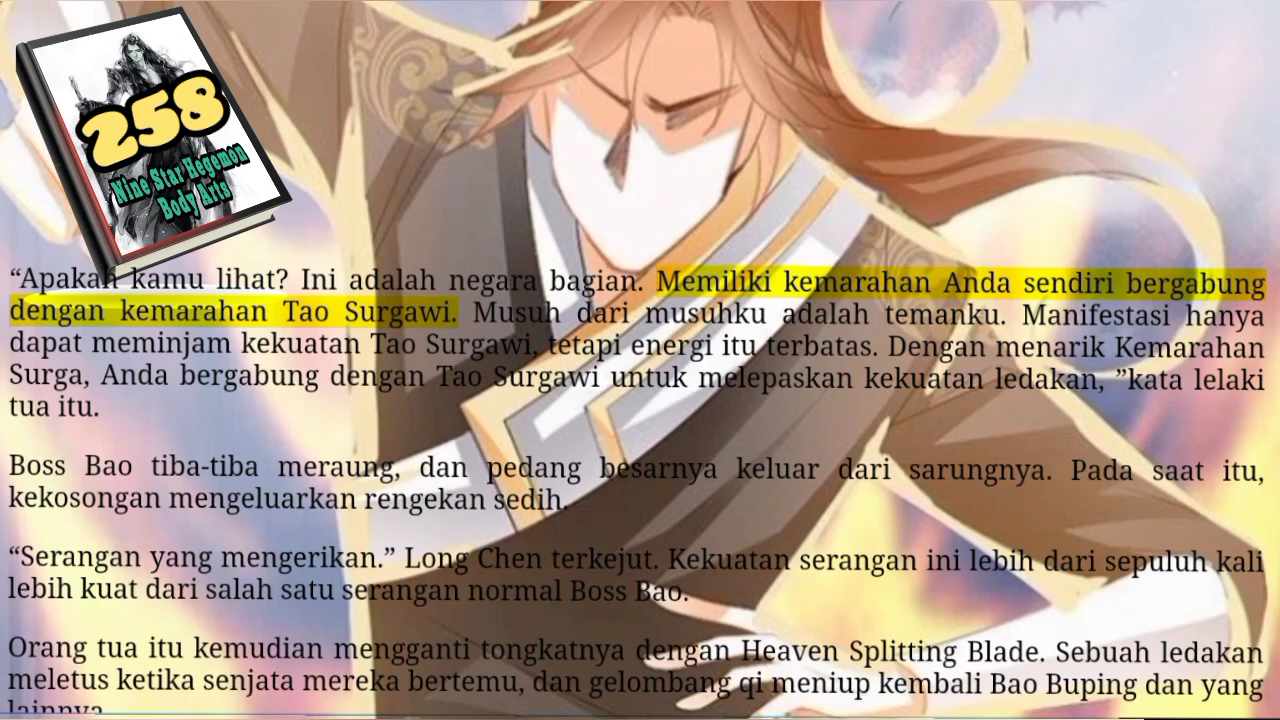 258
Nine Star Hegemon
Body Arts
“Apakah kamu lihat? Ini adalah negara bagian. Memiliki kemarahan Anda sendiri bergabung
dengan kemarahan Tao Surgawi. Musuh dari musuhku adalah temanku. Manifestasi hanya
dapat meminjam kekuatan Tao Surgawi, tetapi energi itu terbatas. Dengan menarik Kemarahan
Surga, Anda bergabung dengan Tao Surgawi untuk melepaskan kekuatan ledakan, ”kata lelaki
tua itu.
Boss Bao tiba-tiba meraung, dan pedang besarnya keluar dari sarungnya. Pada saat itu,
kekosongan mengeluarkan rengekan sedih.
“Serangan yang mengerikan.” Long Chen terkejut. Kekuatan serangan ini lebih dari sepuluh kali
lebih kuat dari salah satu serangan normal Boss Bao.
Orang tua itu kemudian mengganti tongkatnya dengan Heaven Splitting Blade. Sebuah ledakan
meletus ketika senjata mereka bertemu, dan gelombang qi meniup kembali Bao Buping dan yang
lainnya